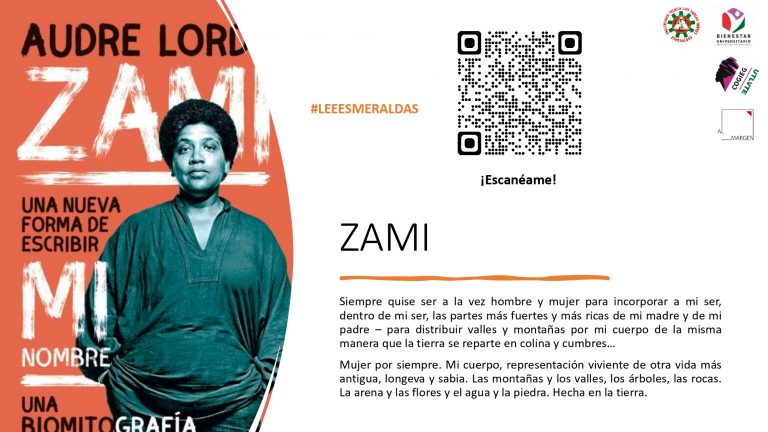 AUDRE LORD
ZAMI
UNA NUEVA
FORMA DE
ESCRIBIR
MI
NOMBRE
UNA
BIOMITOGRAFÍA
#LEEESMERALDAS
¡Escanéame!
BIENESTAR
UNIVERSITARIO
COGIEG
UTLVTE
AL
MARGEN
ZAMI
Siempre quise ser a la vez hombre y mujer para incorporar a mi ser,
dentro de mi ser, las partes más fuertes y más ricas de mi madre y de mi
padre – para distribuir valles y montañas por mi cuerpo de la misma
manera que la tierra se reparte en colina y cumbres…
Mujer por siempre. Mi cuerpo, representación viviente de otra vida más
antigua, longeva y sabia. Las montañas y los valles, los árboles, las rocas.
La arena y las flores y el agua y la piedra. Hecha en la tierra.